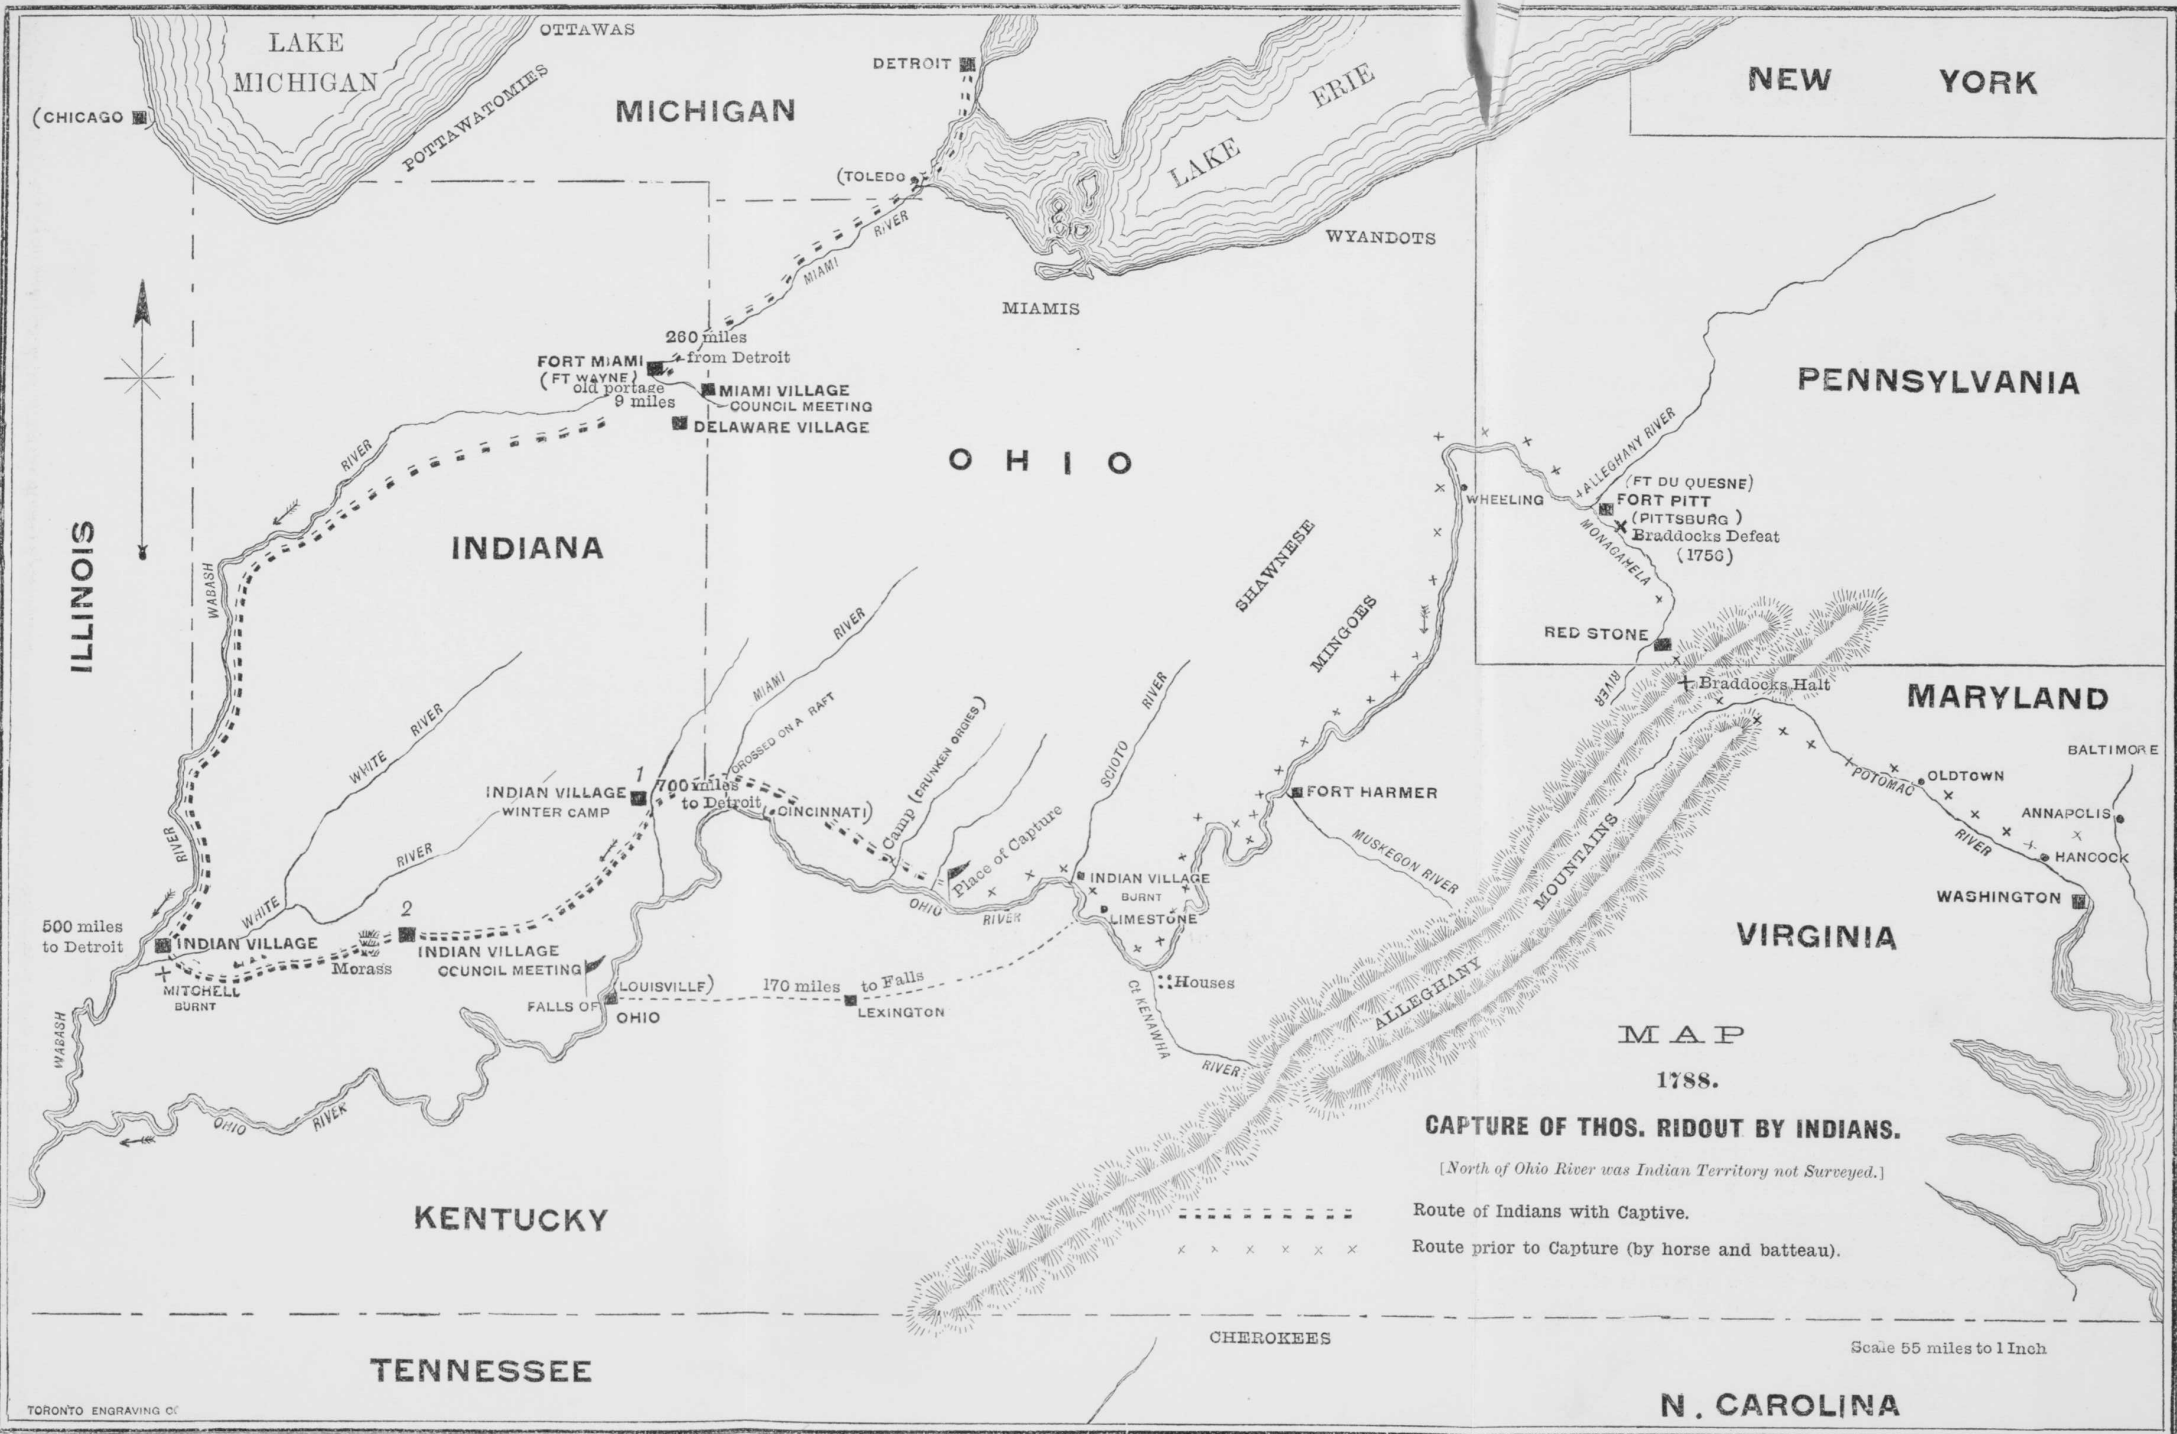 LAKE
MICHIGAN
OTTAWAS
POTTAWATOMIES
(CHICAGO
MICHIGAN
DETROIT
ERIE
LAKE
NEW YORK
(TOLEDO
RIVER
MIAMI
WYANDOTS
MIAMIS
260 miles
from Detroit
FORT MIAMI
(FT WAYNE)
old portage
9 miles
MIAMI VILLAGE
COUNCIL MEETING
DELAWARE VILLAGE
PENNSYLVANIA
RIVER
OHIO
ALLEGHANY RIVER
WHEELING
(FT DU QUESNE)
FORT PITT
(PITTSBURG)
Braddocks Defeat
(1756)
MONAGAHELA
ILLINOIS
INDIANA
WABASH
SHAWNESE
MINGOES
RED STONE
RIVER
Braddocks Halt
MARYLAND
BALTIMORE
WHITE RIVER
MIAMI RIVER
CROSSED ON A RAFT
SCIOTO RIVER
INDIAN VILLAGE
WINTER CAMP
1
700 miles
to Detroit
(CINCINNATI)
Camp (DRUNKEN ORGIES)
Place of Capture
FORT HARMER
POTOMAC
OLDTOWN
RIVER
ANNAPOLIS
HANCOCK
WASHINGTON
MUSKEGON RIVER
RIVER
RIVER
WHITE
2
500 miles
to Detroit
INDIAN VILLAGE
MITCHELL
BURNT
Morass
INDIAN VILLAGE
COUNCIL MEETING
OHIO
RIVER
INDIAN VILLAGE
BURNT
LIMESTONE
ALLEGHANY MOUNTAINS
VIRGINIA
FALLS OF
OHIO
LOUISVILLE)
170 miles to Falls
LEXINGTON
Houses
Gt KENAWHA
RIVER
WABASH
OHIO RIVER
MAP
1788.
CAPTURE OF THOS. RIDOUT BY INDIANS.
[North of Ohio River was Indian Territory not Surveyed.]
Route of Indians with Captive.
Route prior to Capture (by horse and batteau).
KENTUCKY
TENNESSEE
CHEROKEES
Scale 55 miles to 1 Inch
N. CAROLINA
TORONTO ENGRAVING Co